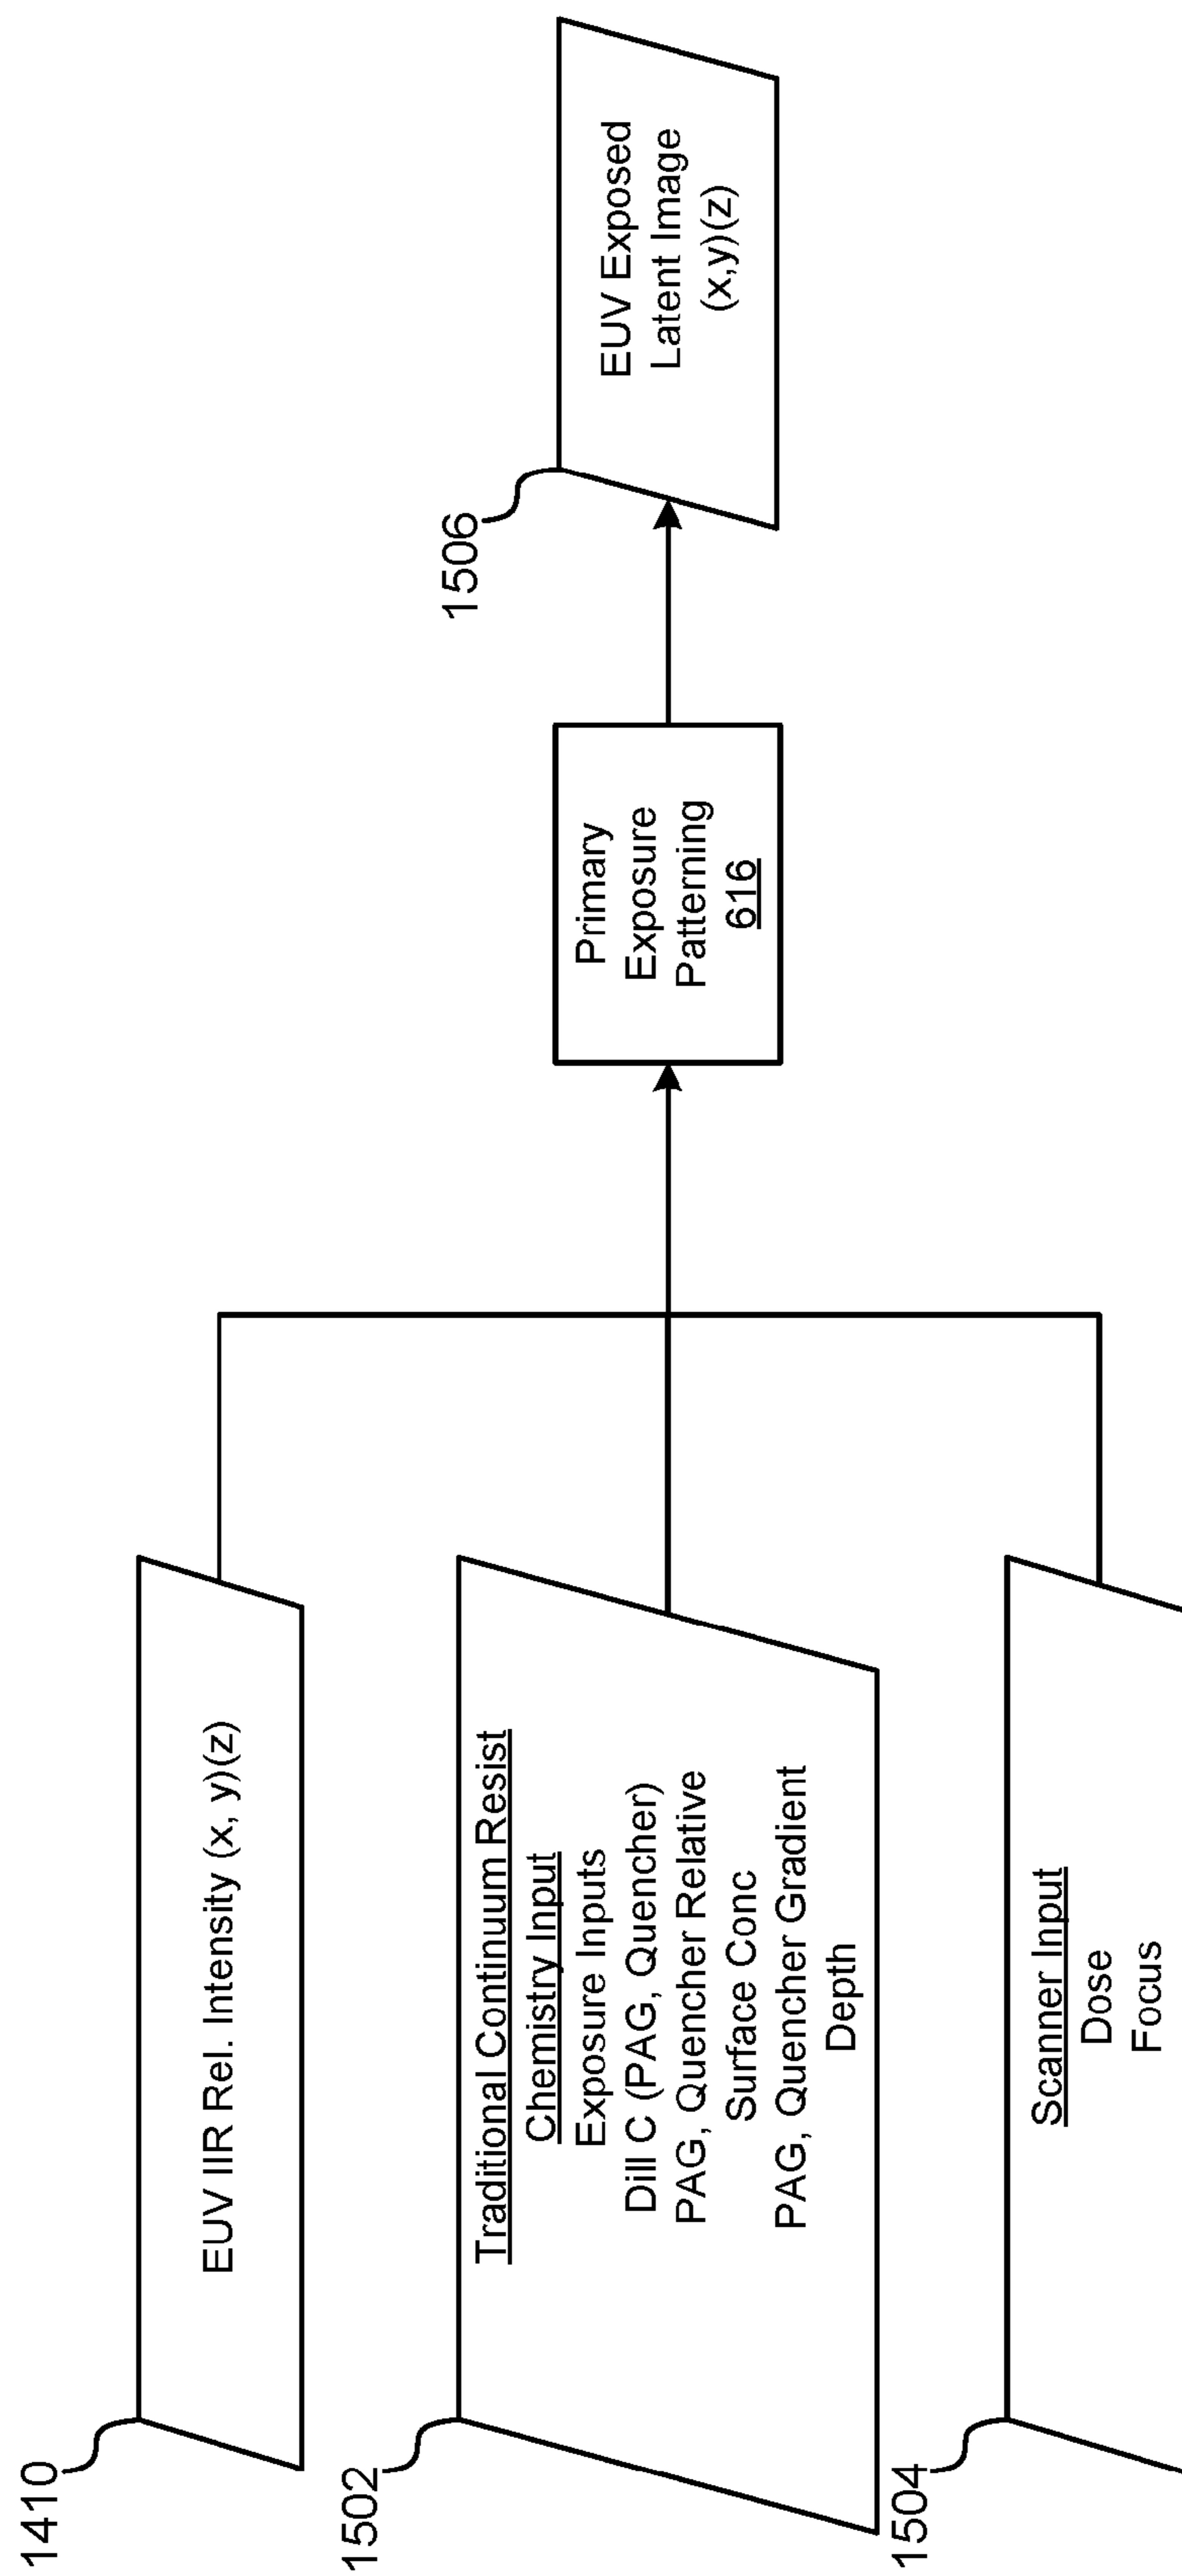 1410
EUV IIR Rel. Intensity (x, y)(z)
1502
Traditional Continuum Resist
Chemistry Input
Exposure Inputs
Dill C (PAG, Quencher)
PAG, Quencher Relative
Surface Conc
PAG, Quencher Gradient
Depth
1504
Scanner Input
Dose
Focus
Primary
Exposure
Patterning
616
1506
EUV Exposed
Latent Image
(x,y)(z)